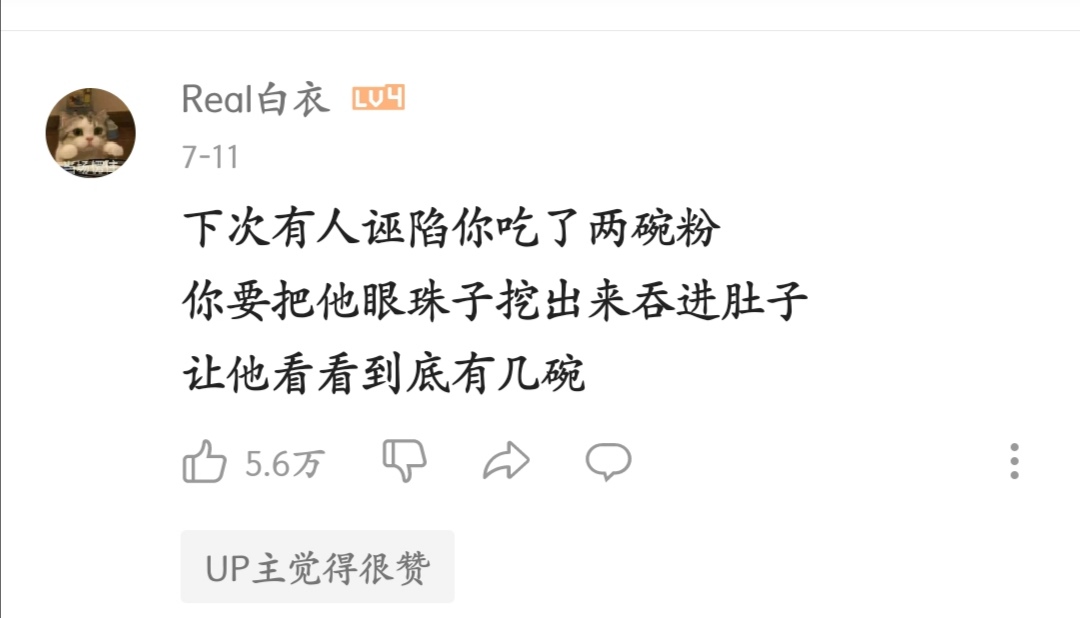 Real白衣 LV4
7-11
下次有人诬陷你吃了两碗粉
你要把他眼珠子挖出来吞进肚子
让他看看到底有几碗
5.6万
UP主觉得很赞